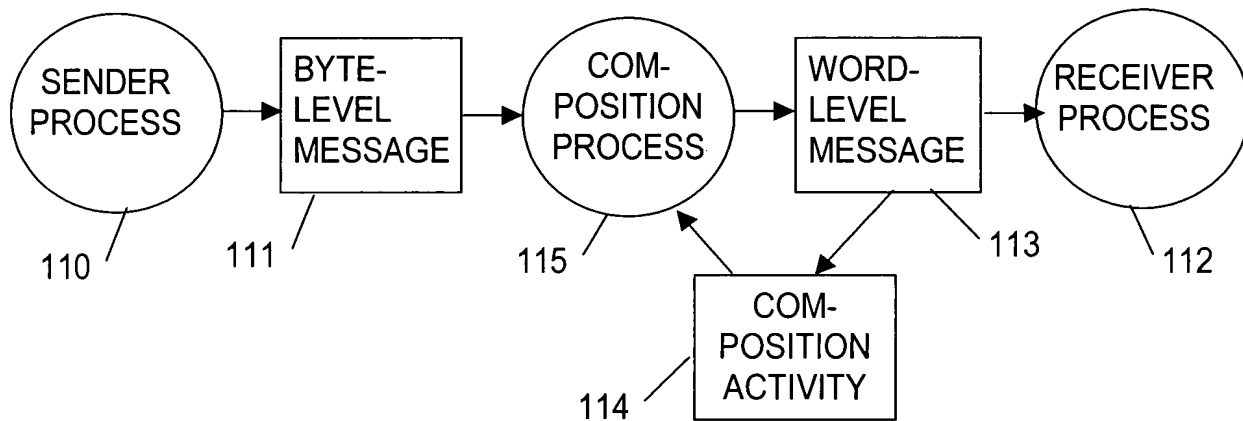 SENDER
PROCESS
BYTE-
LEVEL
MESSAGE
COM-
POSITION
PROCESS
WORD-
LEVEL
MESSAGE
RECEIVER
PROCESS
110
111
115
113
112
COM-
POSITION
ACTIVITY
114